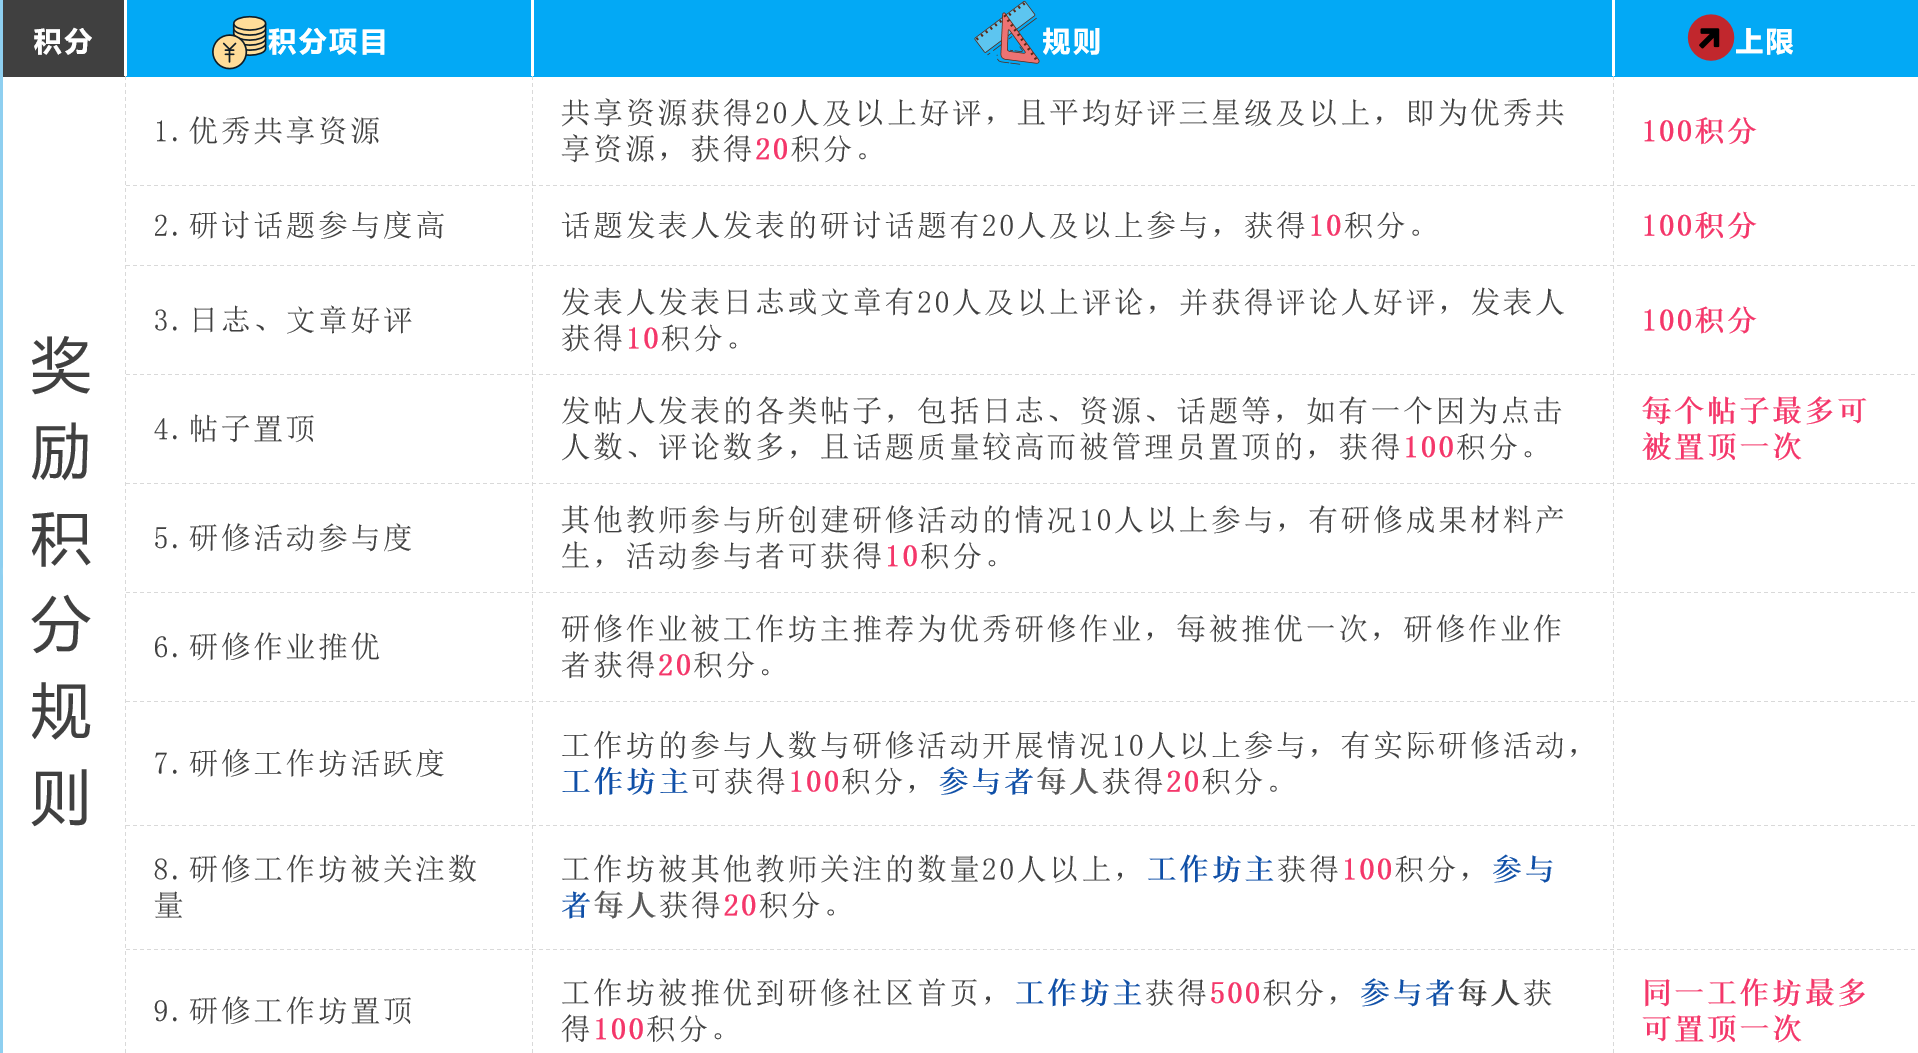 积分
积分项目
规则
上限
奖励积分规则
1.优秀共享资源
共享资源获得20人及以上好评，且平均好评三星级及以上，即为优秀共
享资源，获得20积分。
100积分
2.研讨话题参与度高
话题发表人发表的研讨话题有20人及以上参与，获得10积分。
100积分
3.日志、文章好评
发表人发表日志或文章有20人及以上评论，并获得评论人好评，发表人
获得10积分。
100积分
4.帖子置顶
发帖人发表的各类帖子，包括日志、资源、话题等，如有一个因为点击
人数、评论数多，且话题质量较高而被管理员置顶的，获得100积分。
每个帖子最多可
被置顶一次
5.研修活动参与度
其他教师参与所创建研修活动的情况10人以上参与，有研修成果材料产
生，活动参与者可获得10积分。
6.研修作业推优
研修作业被工作坊主推荐为优秀研修作业，每被推优一次，研修作业作
者获得20积分。
7.研修工作坊活跃度
工作坊的参与人数与研修活动开展情况10人以上参与，有实际研修活动，
工作坊主可获得100积分，参与者每人获得20积分。
8.研修工作坊被关注数
量
工作坊被其他教师关注的数量20人以上，工作坊主获得100积分，参与
者每人获得20积分。
9.研修工作坊置顶
工作坊被推优到研修社区首页，工作坊主获得500积分，参与者每人获
得100积分。
同一工作坊最多
可置顶一次